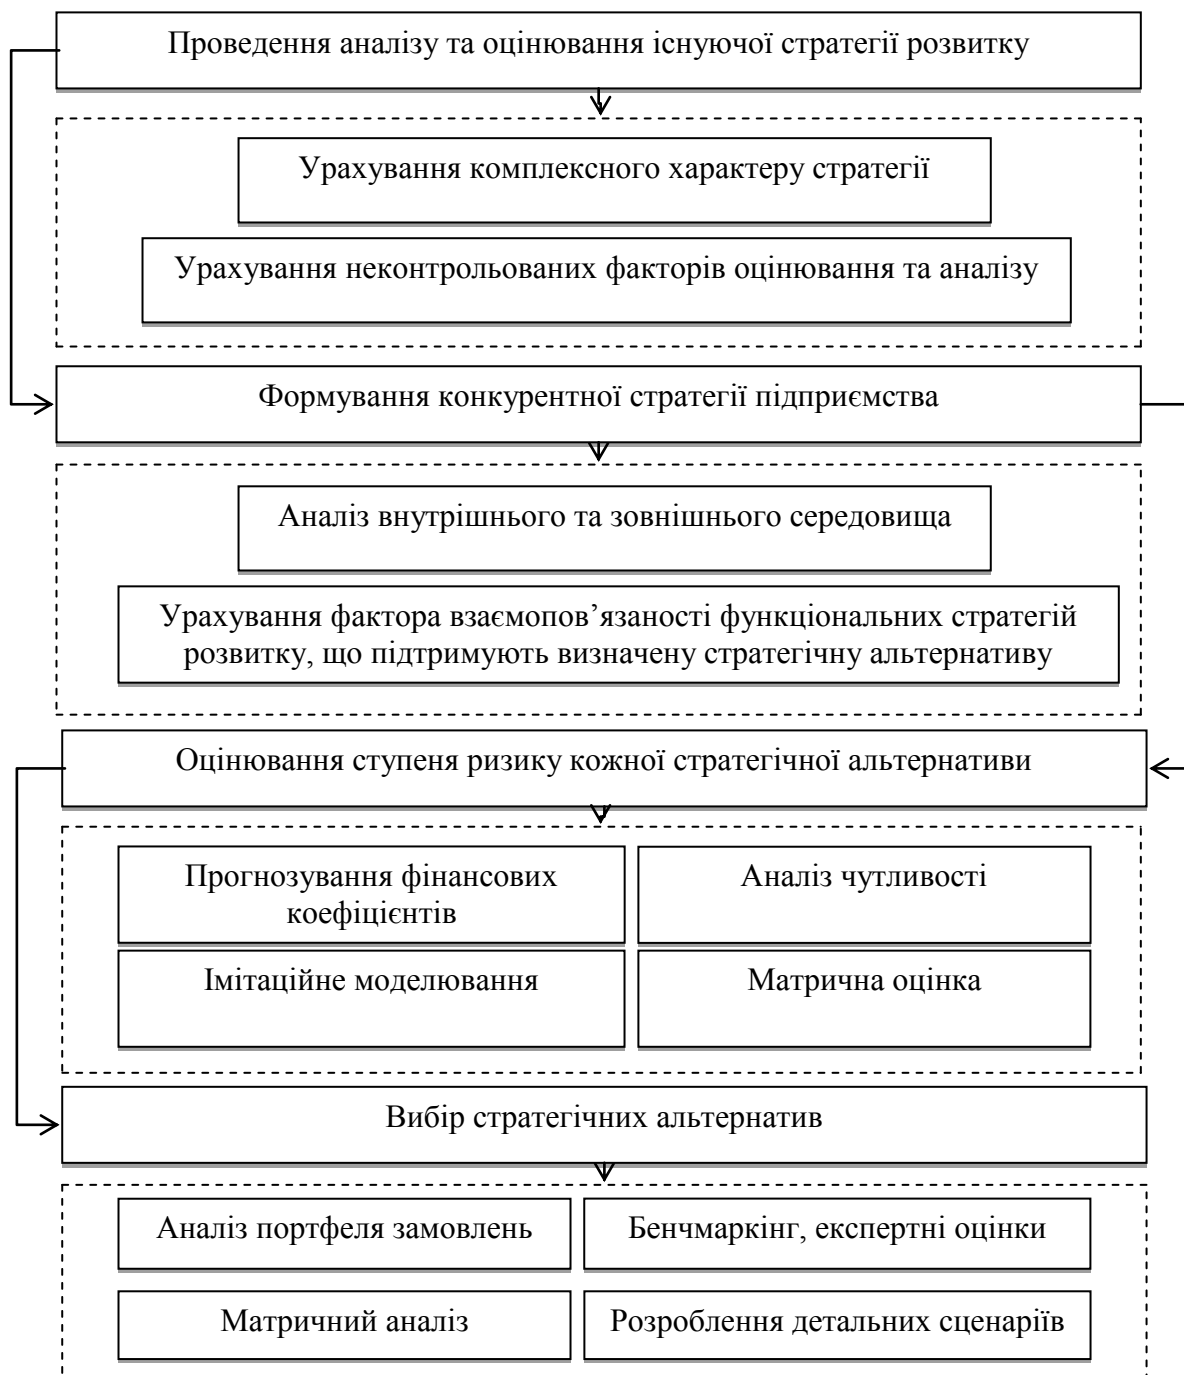 Проведення аналізу та оцінювання існуючої стратегії розвитку
Урахування комплексного характеру стратегії
Урахування неконтрольованих факторів оцінювання та аналізу
Формування конкурентної стратегії підприємства
Аналіз внутрішнього та зовнішнього середовища
Урахування фактора взаємопов’язаності функціональних стратегій
розвитку, що підтримують визначену стратегічну альтернативу
Оцінювання ступеня ризику кожної стратегічної альтернативи
Прогнозування фінансових
коефіцієнтів
Аналіз чутливості
Імітаційне моделювання
Матрична оцінка
Вибір стратегічних альтернатив
Аналіз портфеля замовлень
Бенчмаркінг, експертні оцінки
Матричний аналіз
Розроблення детальних сценаріїв